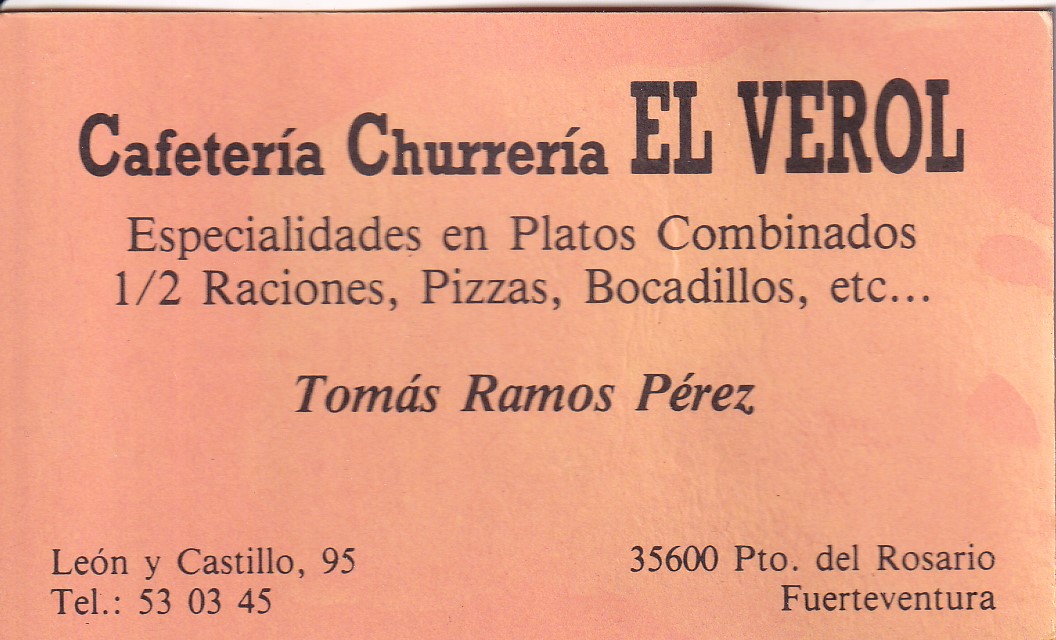 Cafetería Churrería EL VEROL
Especialidades en Platos Combinados
1/2 Raciones, Pizzas, Bocadillos, etc...
Tomás Ramos Pérez
León y Castillo, 95
Tel.: 53 03 45
35600 Pto. del Rosario
Fuerteventura